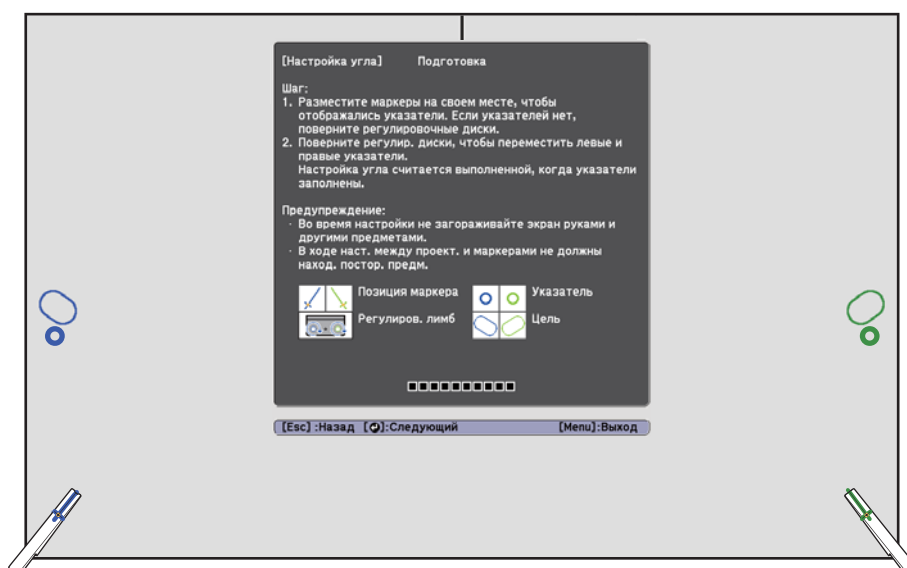 [Настройка угла] Подготовка
Шаг:
1. Разместите маркеры на своем месте, чтобы
отображались указатели. Если указателей нет,
поверните регулировочные диски.
2. Поверните регулир. диски, чтобы переместить левые и
правые указатели.
Настройка угла считается выполненной, когда указатели
заполнены.
Предупреждение:
· Во время настройки не загораживайте экран руками и
другими предметами.
· В ходе наст. между проект. и маркерами не должны
наход. постор. предм.
Позиция маркера Указатель
Регулиров. лимб Цель
[Esc] :Назад [⏎]:Следующий [Menu]:Выход